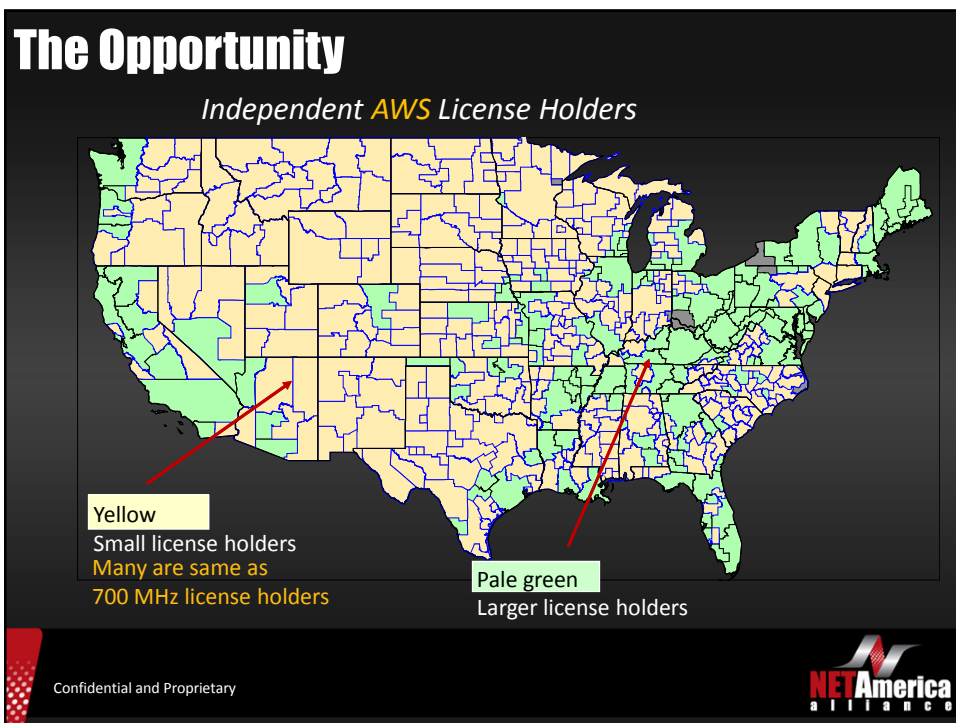 The Opportunity
Independent AWS License Holders
Yellow
Small license holders
Many are same as
700 MHz license holders
Pale green
Larger license holders
Confidential and Proprietary
NETAmerica
alliance